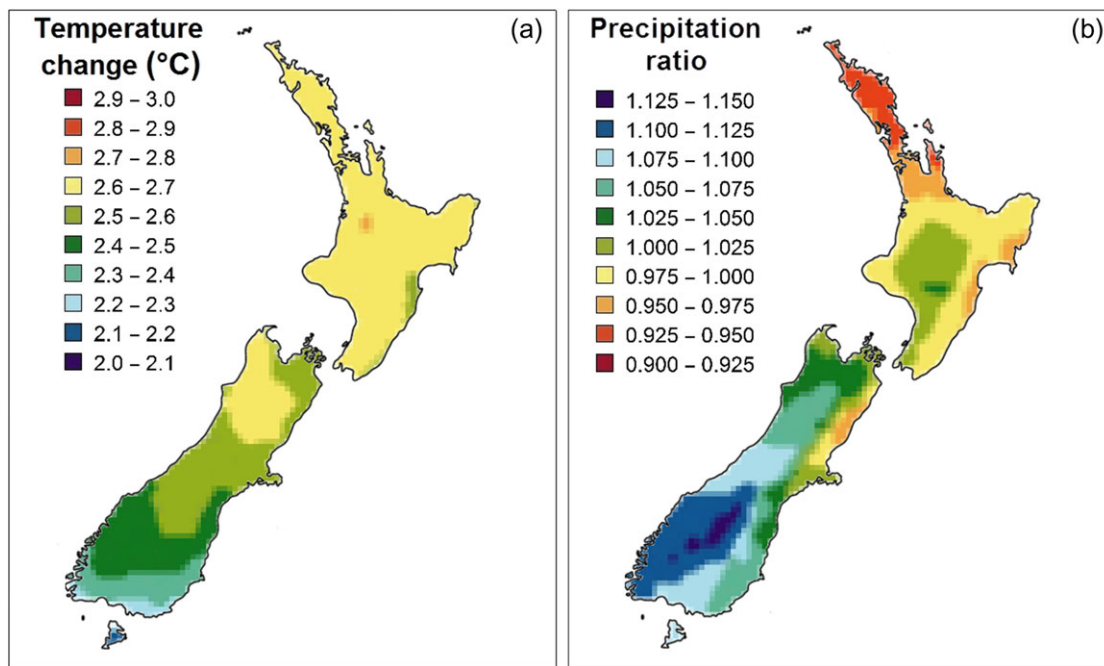 Temperature
change (°C)
(a)
2.9 – 3.0
2.8 – 2.9
2.7 – 2.8
2.6 – 2.7
2.5 – 2.6
2.4 – 2.5
2.3 – 2.4
2.2 – 2.3
2.1 – 2.2
2.0 – 2.1
Precipitation
ratio
(b)
1.125 – 1.150
1.100 – 1.125
1.075 – 1.100
1.050 – 1.075
1.025 – 1.050
1.000 – 1.025
0.975 – 1.000
0.950 – 0.975
0.925 – 0.950
0.900 – 0.925